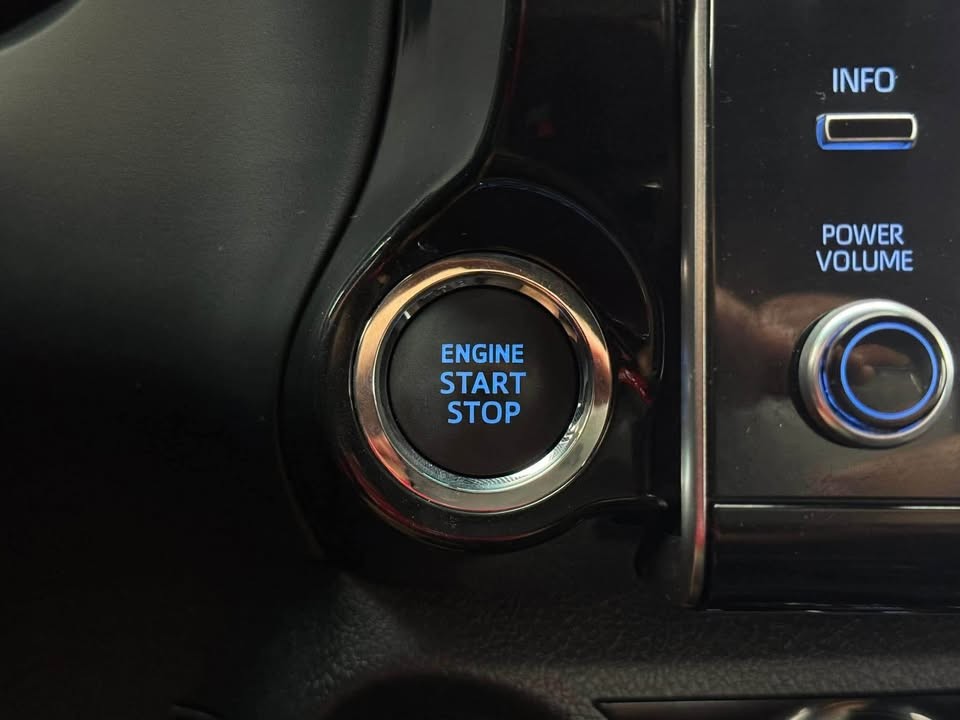 INFO
POWER
VOLUME
ENGINE
START
STOP